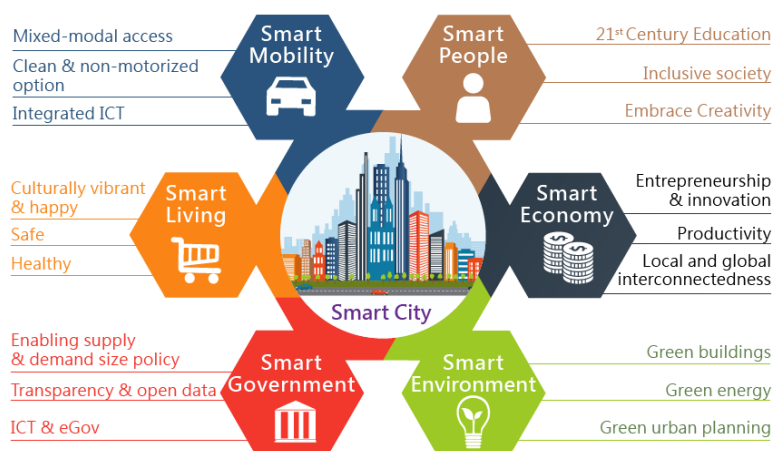 Mixed-modal access
Clean & non-motorized
option
Integrated ICT
Smart
Mobility
Smart
People
21st Century Education
Inclusive society
Embrace Creativity
Culturally vibrant
& happy
Safe
Healthy
Smart
Living
Smart City
Smart
Economy
Entrepreneurship
& innovation
Productivity
Local and global
interconnectedness
Enabling supply
& demand size policy
Transparency & open data
ICT & eGov
Smart
Government
Smart
Environment
Green buildings
Green energy
Green urban planning